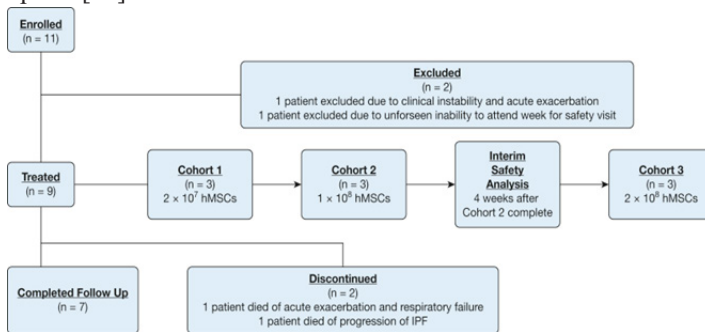 Enrolled
(n = 11)
Excluded
(n = 2)
1 patient excluded due to clinical instability and acute exacerbation
1 patient excluded due to unforseen inability to attend week for safety visit
Treated
(n = 9)
Cohort 1
(n = 3)
2 × 10⁷ hMSCs
Cohort 2
(n = 3)
1 × 10⁸ hMSCs
Interim
Safety
Analysis
4 weeks after
Cohort 2 complete
Cohort 3
(n = 3)
2 × 10⁸ hMSCs
Completed Follow Up
(n = 7)
Discontinued
(n = 2)
1 patient died of acute exacerbation and respiratory failure
1 patient died of progression of IPF